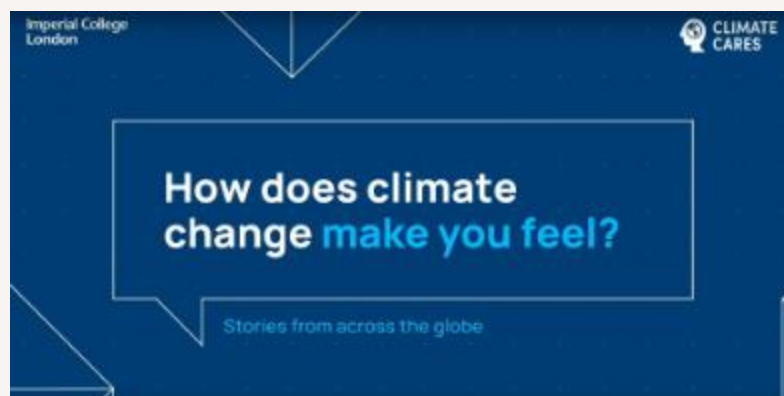 Imperial College
London
CLIMATE
CARES
How does climate
change make you feel?
Stories from across the globe